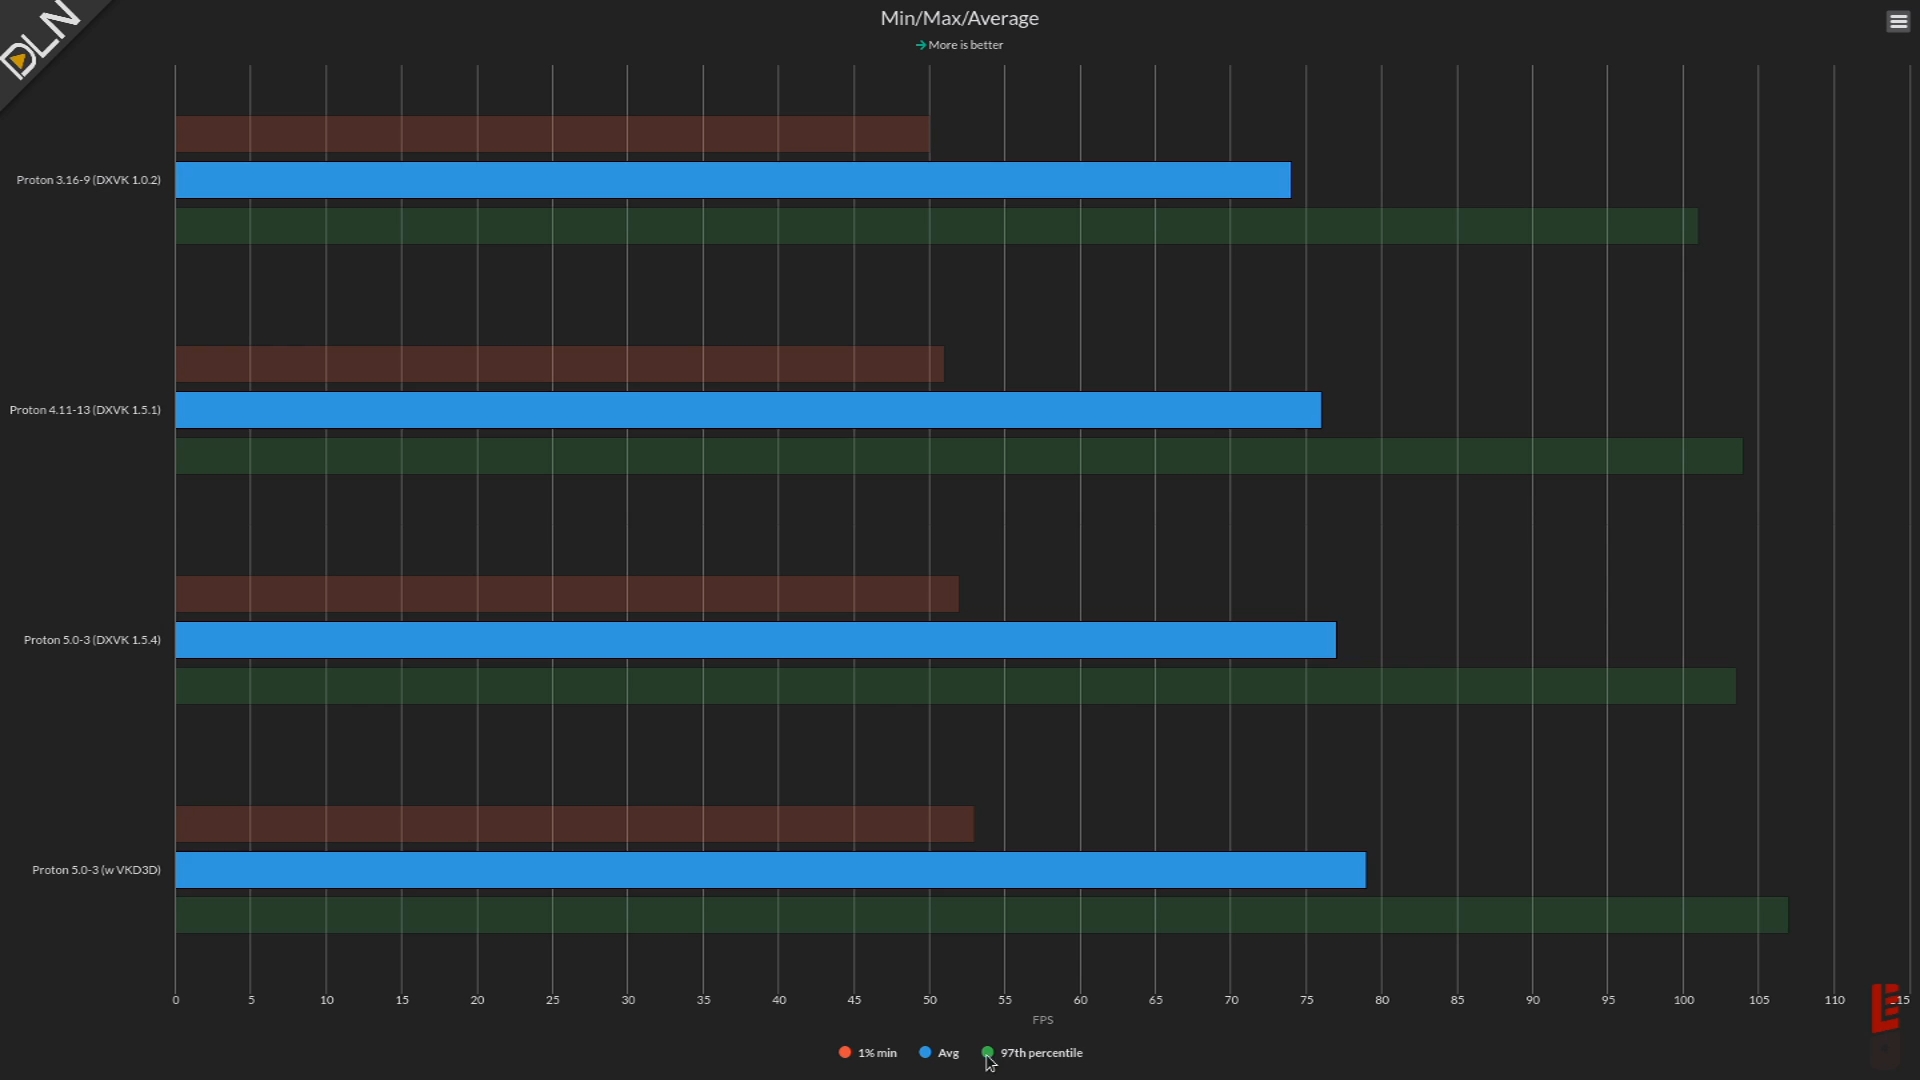 DLN
Min/Max/Average
More is better
Proton 3.16-9 (DXVK 1.0.2)
Proton 4.11-13 (DXVK 1.5.1)
Proton 5.0-3 (DXVK 1.5.4)
Proton 5.0-3 (w VKD3D)
0 5 10 15 20 25 30 35 40 45 50 55 60 65 70 75 80 85 90 95 100 105 110
FPS
1% min Avg 97th percentile